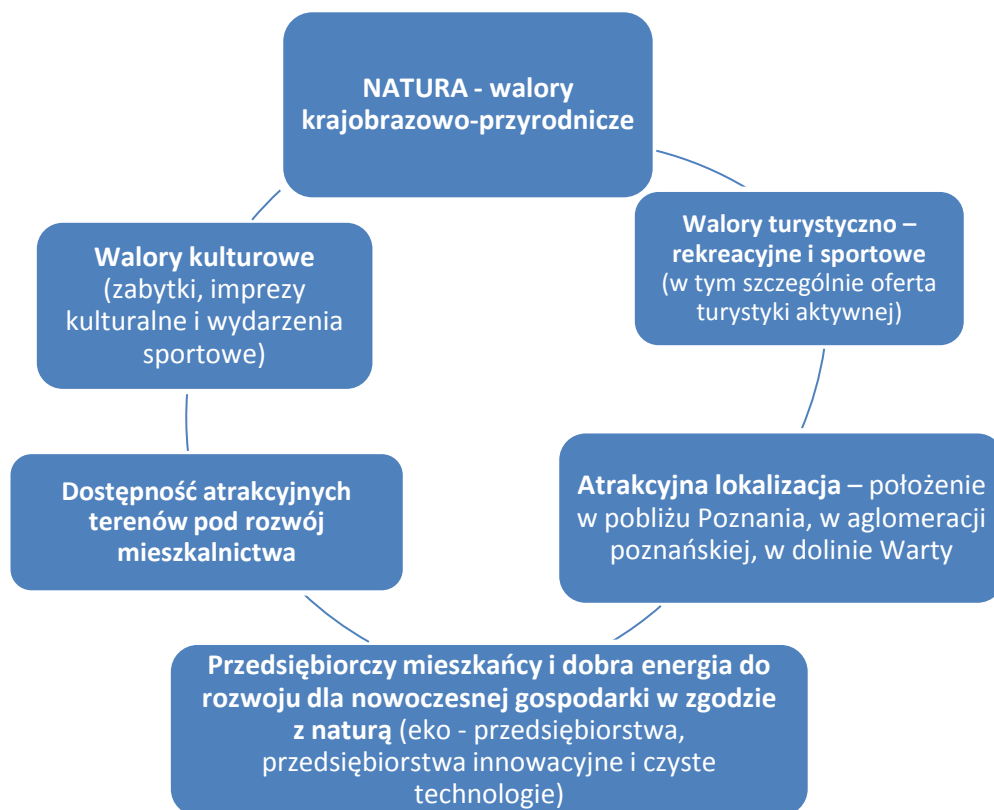 NATURA - walory
krajobrazowo-przyrodnicze
Walory turystyczno –
rekreacyjne i sportowe
(w tym szczególnie oferta
turystyki aktywnej)
Atrakcyjna lokalizacja – położenie
w pobliżu Poznania, w aglomeracji
poznańskiej, w dolinie Warty
Przedsiębiorczy mieszkańcy i dobra energia do
rozwoju dla nowoczesnej gospodarki w zgodzie
z naturą (eko - przedsiębiorstwa,
przedsiębiorstwa innowacyjne i czyste
technologie)
Dostępność atrakcyjnych
terenów pod rozwój
mieszkalnictwa
Walory kulturowe
(zabytki, imprezy
kulturalne i wydarzenia
sportowe)